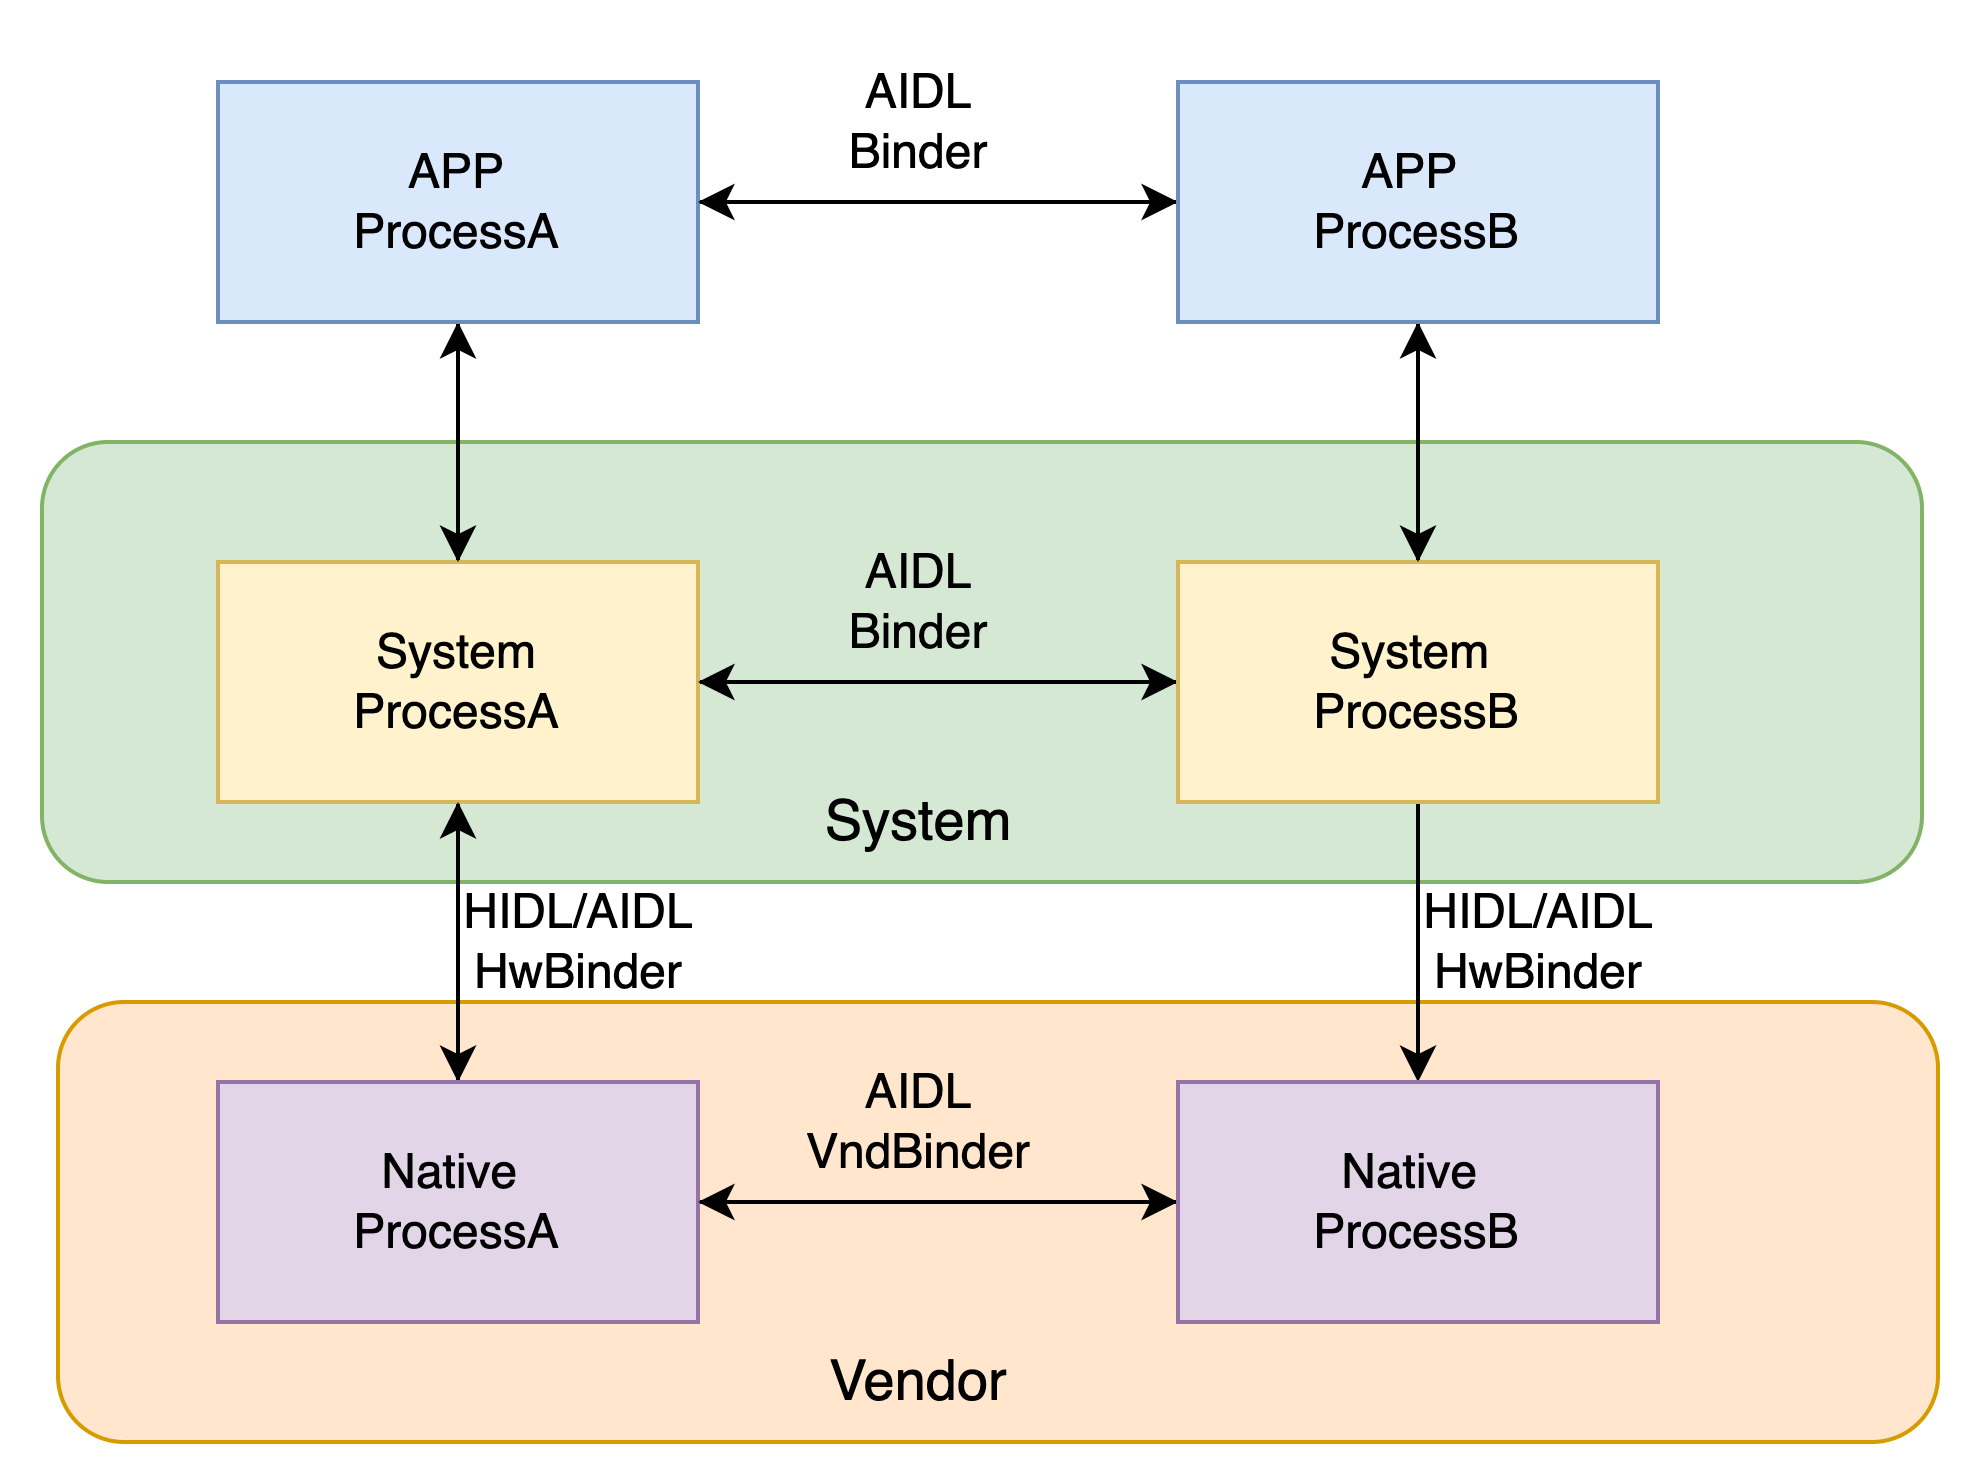 AIDL
Binder
APP
ProcessA
APP
ProcessB
AIDL
Binder
System
ProcessA
System
ProcessB
System
HIDL/AIDL
HwBinder
HIDL/AIDL
HwBinder
AIDL
VndBinder
Native
ProcessA
Native
ProcessB
Vendor